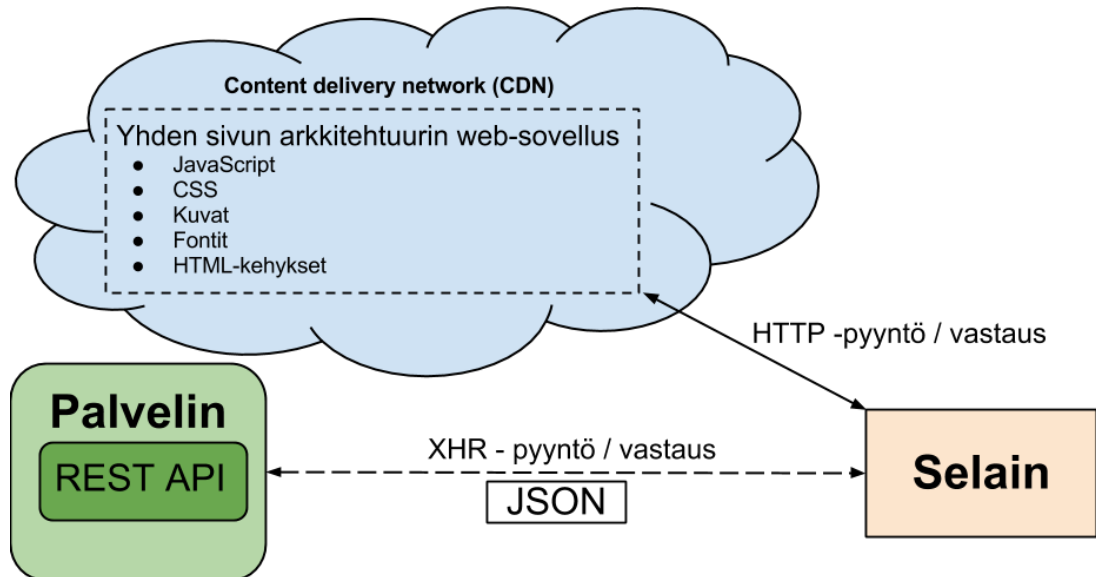 Content delivery network (CDN)
Yhden sivun arkkitehtuurin web-sovellus
● JavaScript
● CSS
● Kuvat
● Fontit
● HTML-kehykset
HTTP -pyyntö / vastaus
Palvelin
REST API
XHR - pyyntö / vastaus
JSON
Selain